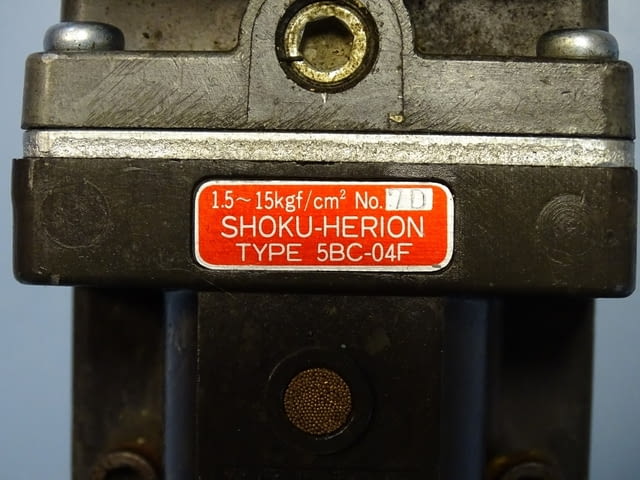 1.5~15kgf/cm² No. 7D
SHOKU-HERION
TYPE 5BC-04F